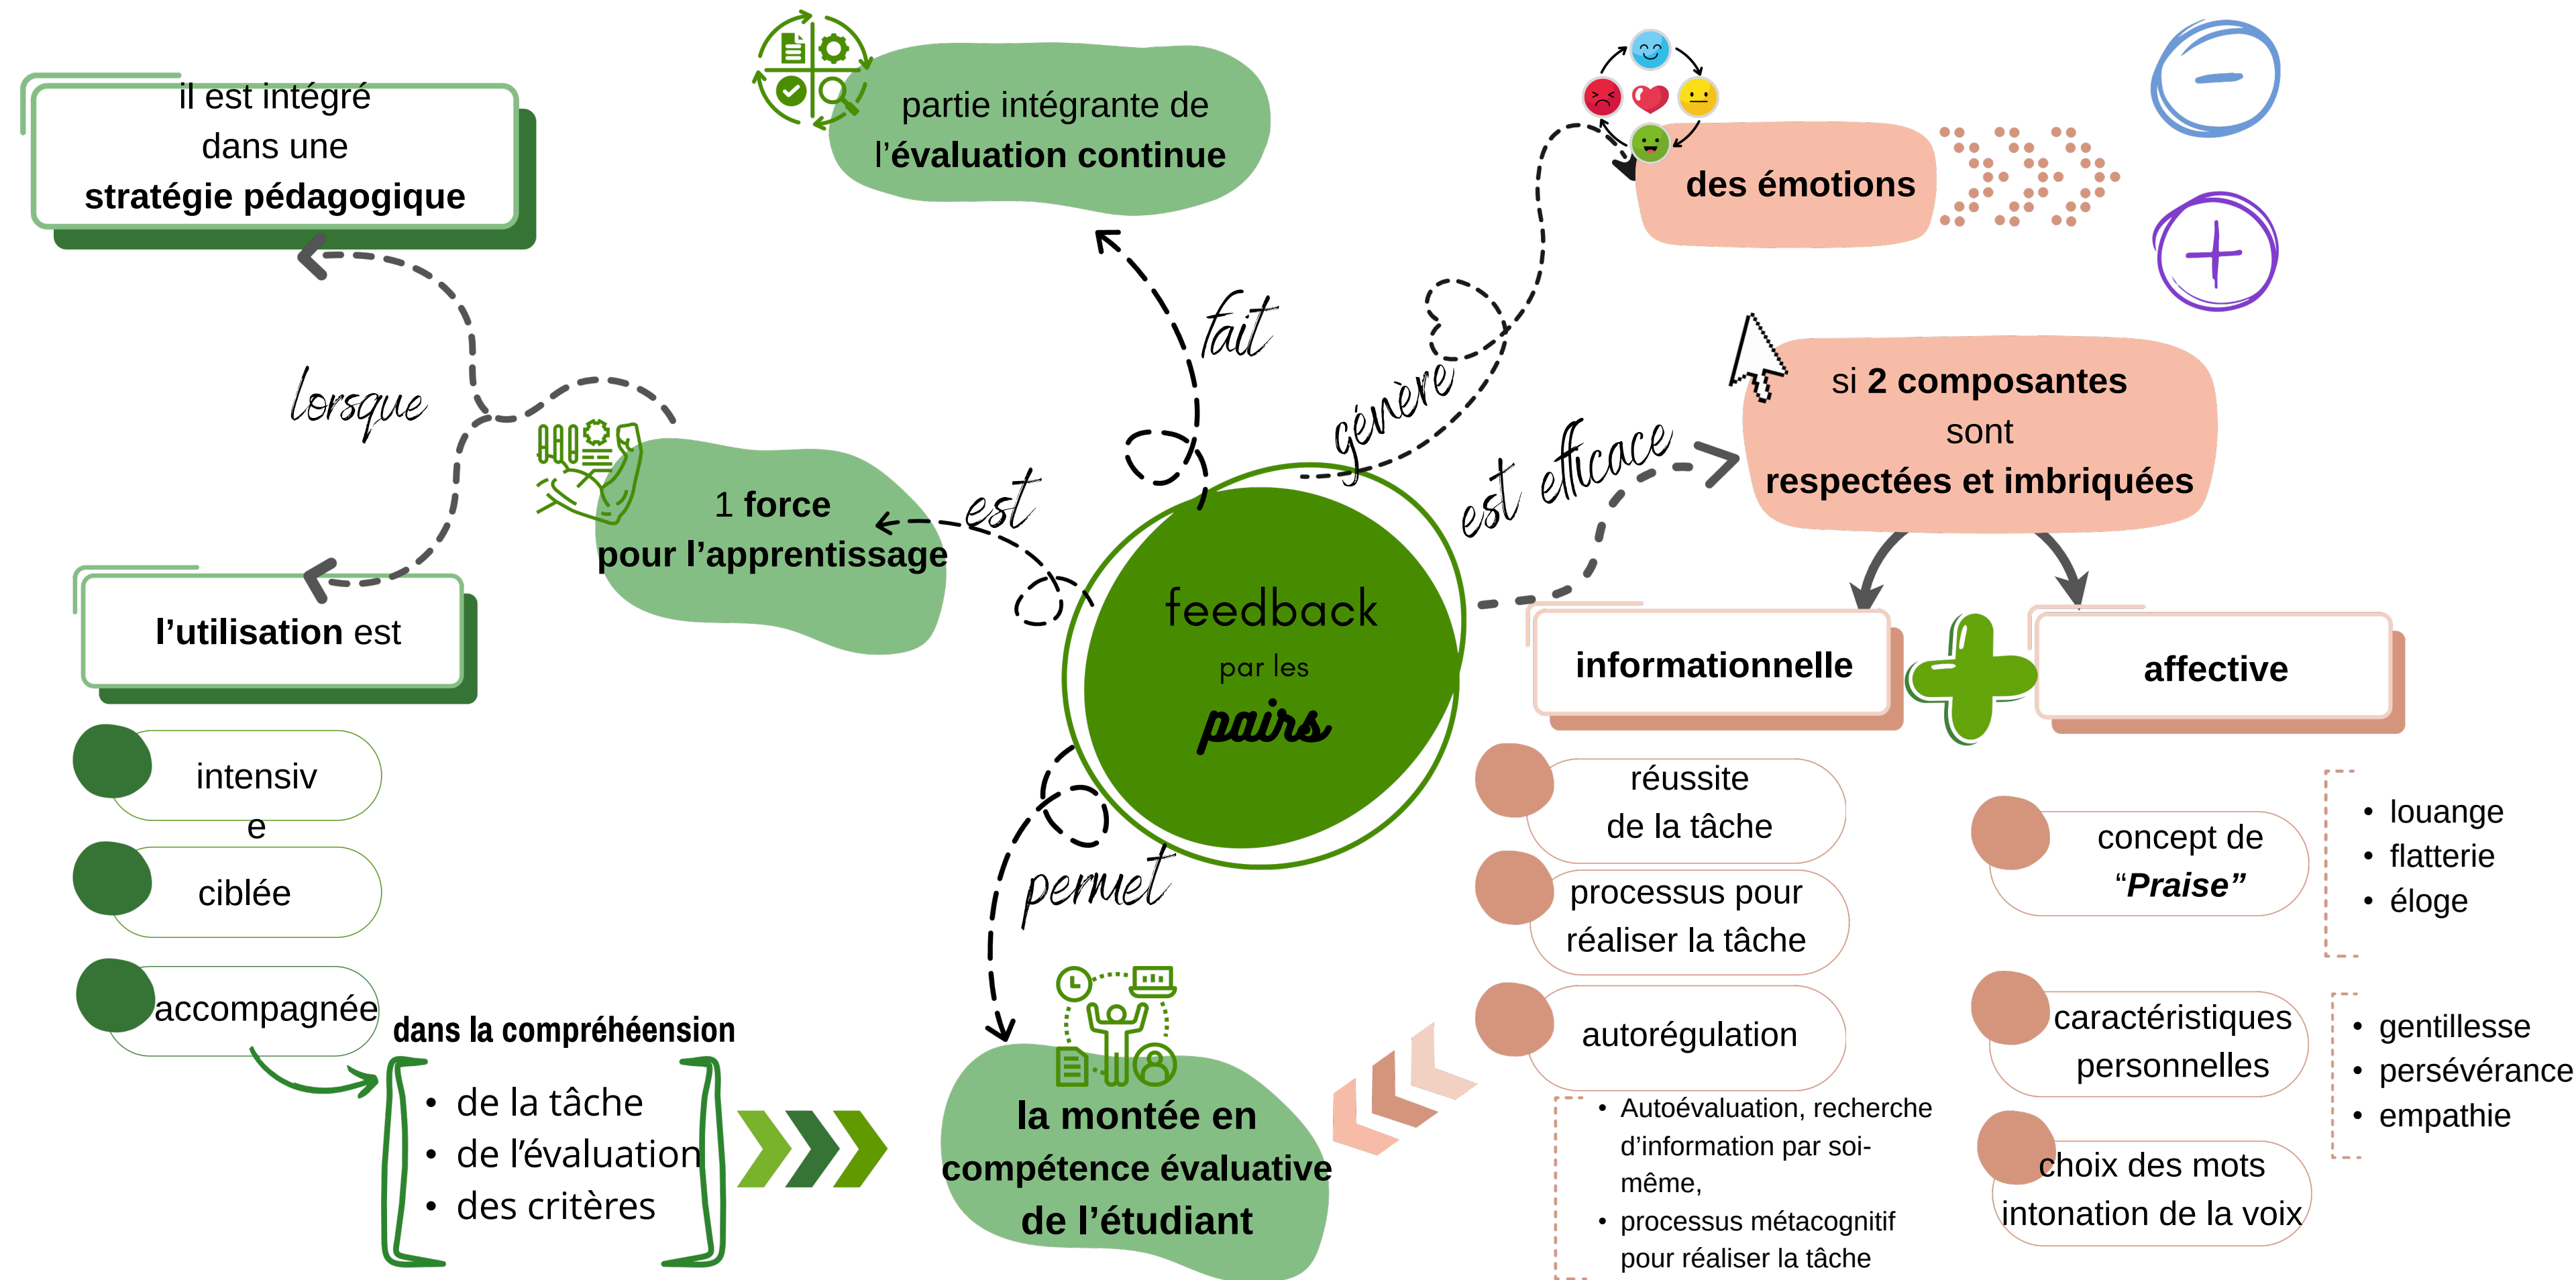 il est intégré
dans une
stratégie pédagogique
partie intégrante de
l’évaluation continue
des émotions
fait
génère
lorsque
est
est efficace
si 2 composantes
sont
respectées et imbriquées
1 force
pour l’apprentissage
feedback
par les
pairs
l’utilisation est
intensiv
e
ciblée
accompagnée
dans la compréhéension
• de la tâche
• de l’évaluation
• des critères
permet
la montée en
compétence évaluative
de l’étudiant
informationnelle
réussite
de la tâche
processus pour
réaliser la tâche
autorégulation
• Autoévaluation, recherche
d’information par soi-
même,
• processus métacognitif
pour réaliser la tâche
affective
concept de
“Praise”
• louange
• flatterie
• éloge
caractéristiques
personnelles
• gentillesse
• persévérance
• empathie
choix des mots
intonation de la voix